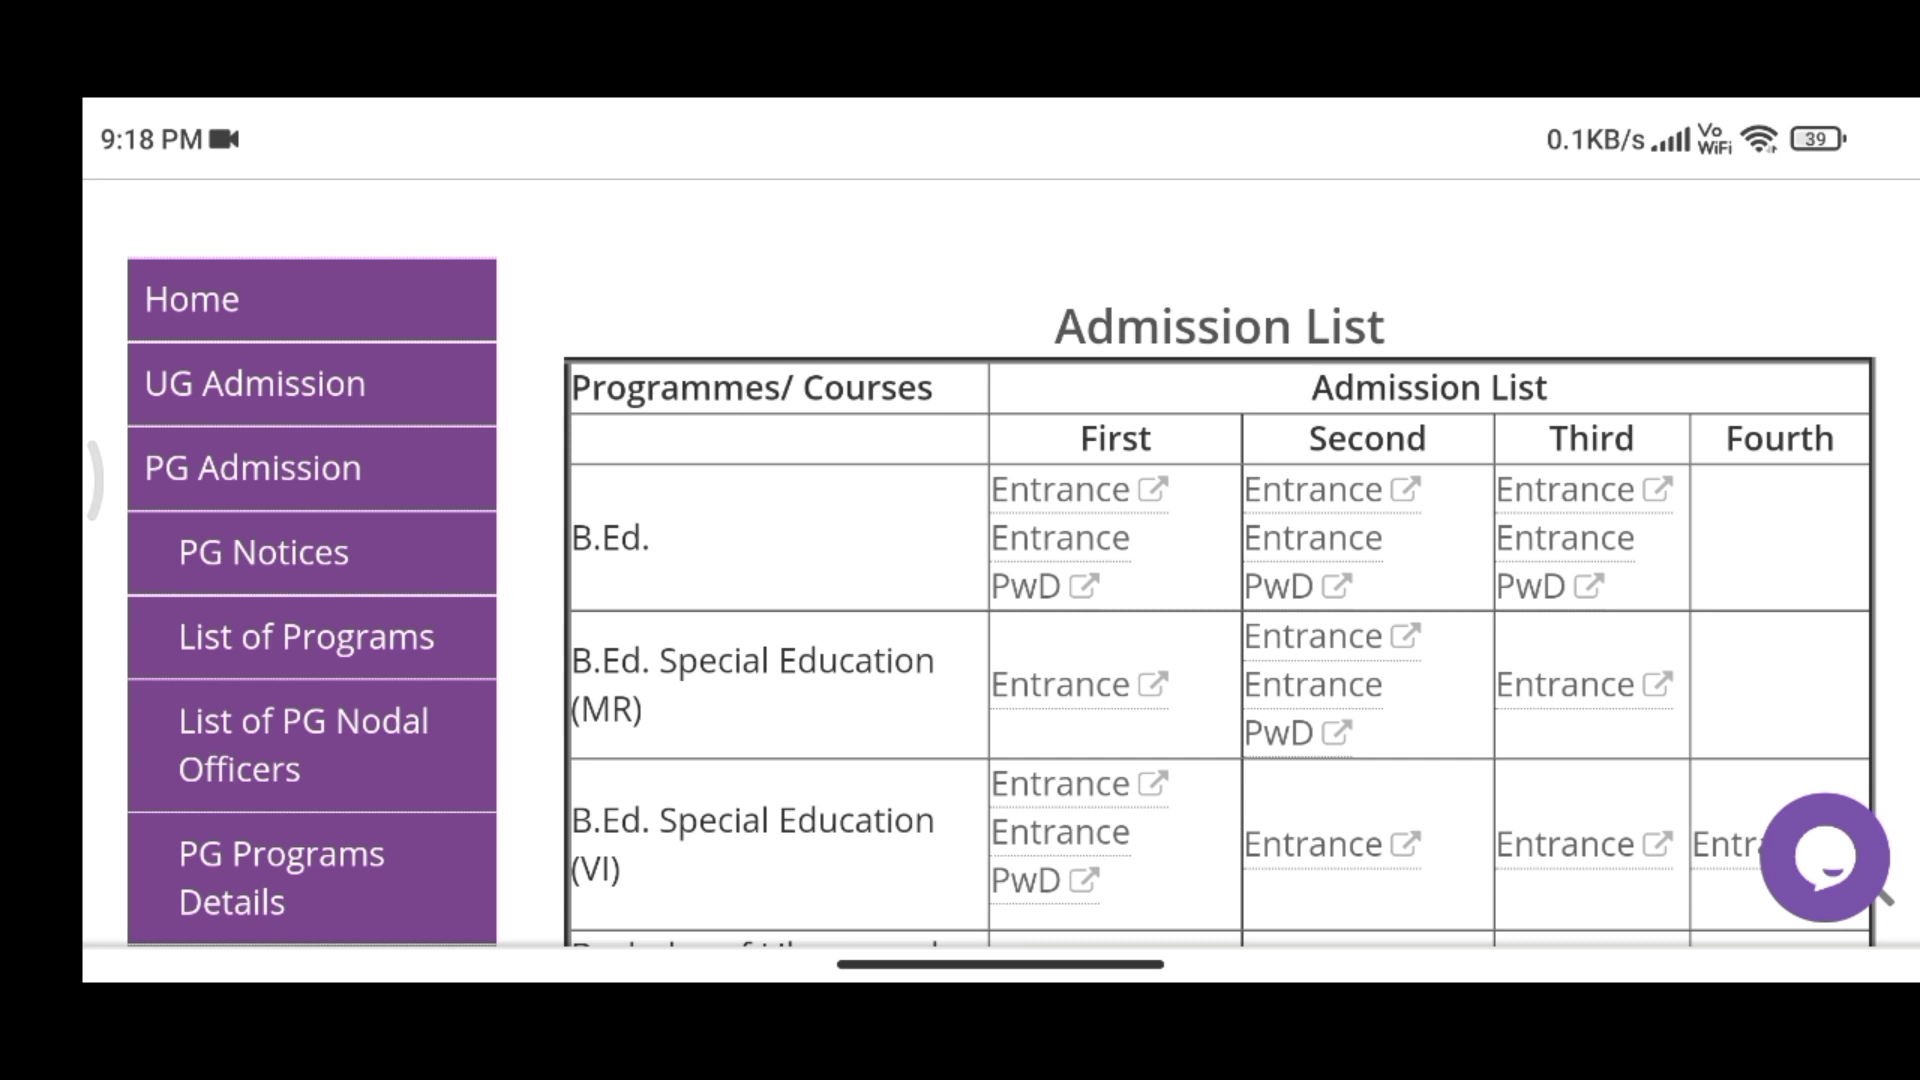 9:18 PM
0.1KB/s Vo WiFi 39
Home
UG Admission
PG Admission
PG Notices
List of Programs
List of PG Nodal
Officers
PG Programs
Details
Admission List
Programmes/ Courses Admission List
First Second Third Fourth
B.Ed.
Entrance
Entrance
PwD
Entrance
Entrance
PwD
Entrance
Entrance
PwD
B.Ed. Special Education
(MR)
Entrance
Entrance
Entrance
PwD
Entrance
B.Ed. Special Education
(VI)
Entrance
Entrance
PwD
Entrance
Entrance
Entr